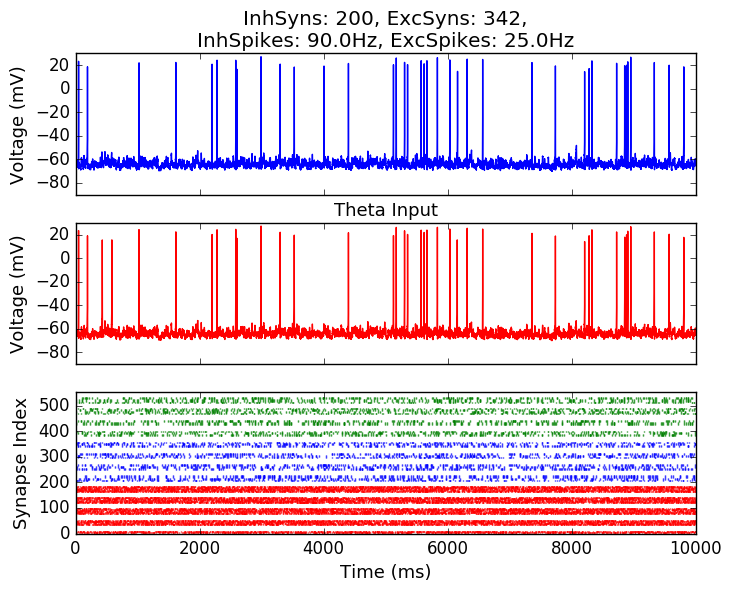 InhSyns: 200, ExcSyns: 342,
InhSpikes: 90.0Hz, ExcSpikes: 25.0Hz
20
0
−20
−40
−60
−80
Voltage (mV)
Theta Input
20
0
−20
−40
−60
−80
Voltage (mV)
500
400
300
200
100
0
Synapse Index
0 2000 4000 6000 8000 10000
Time (ms)